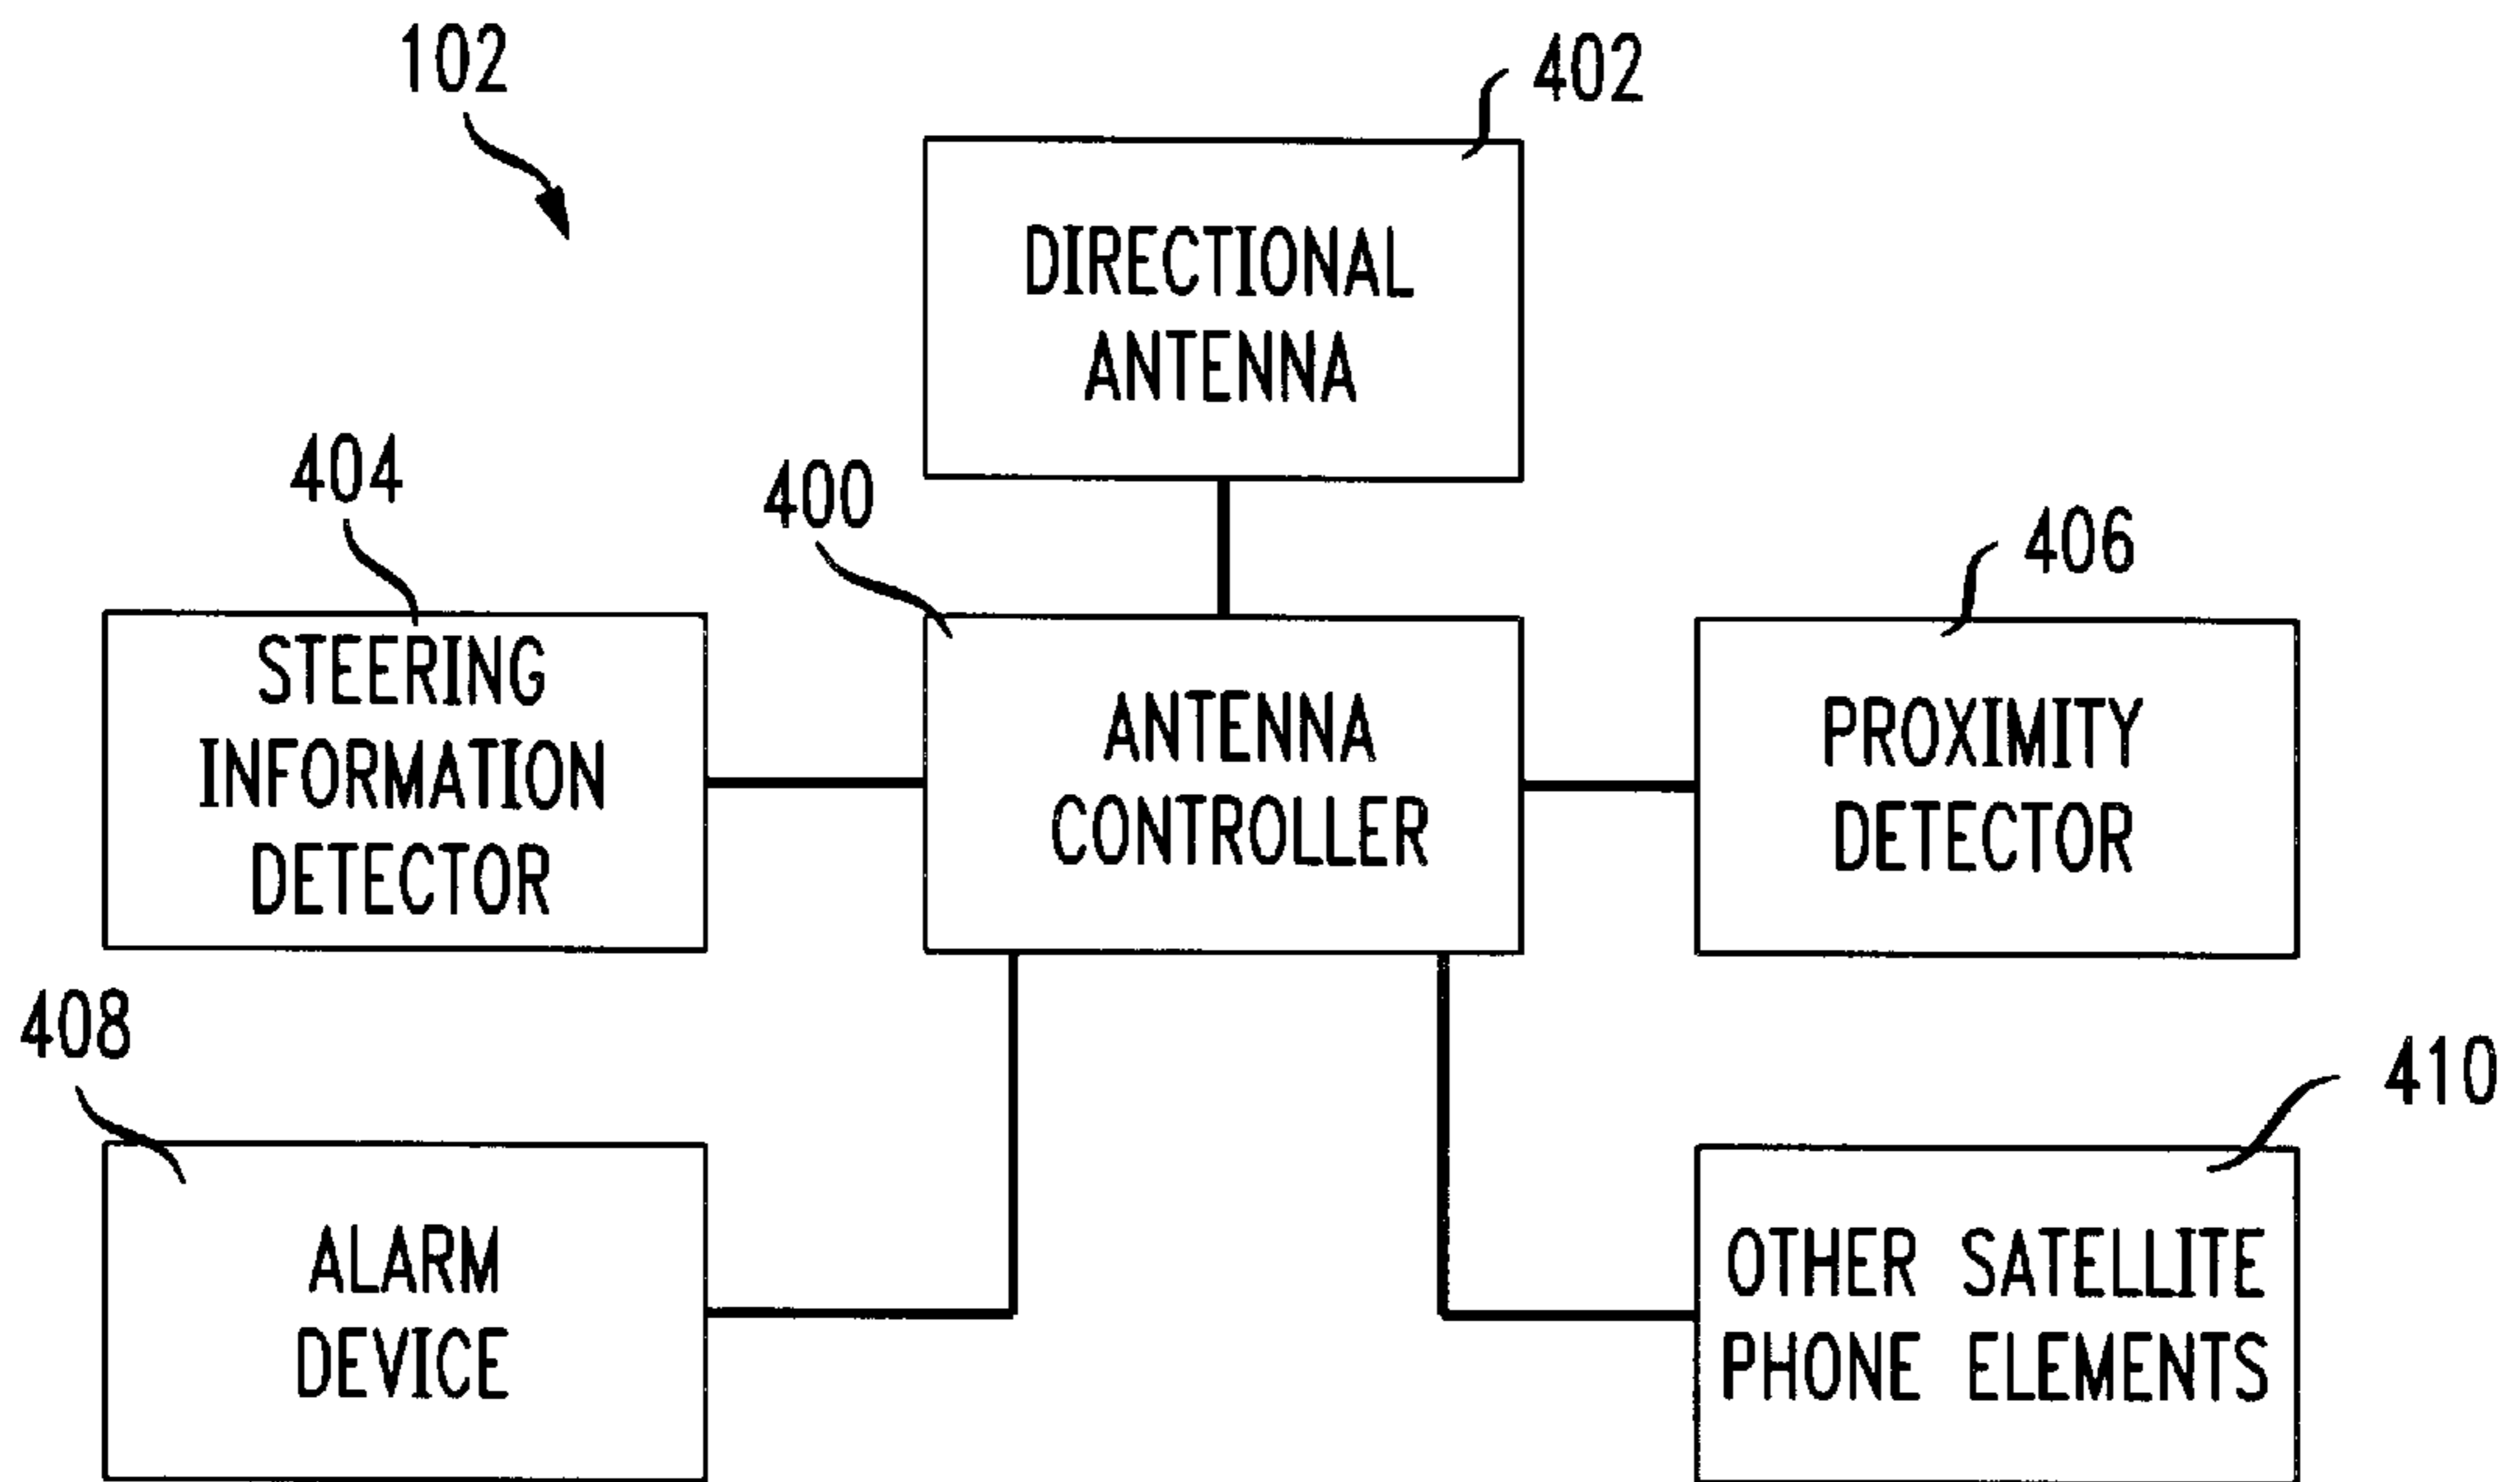 102
402
DIRECTIONAL
ANTENNA
404
400
406
STEERING
INFORMATION
DETECTOR
ANTENNA
CONTROLLER
PROXIMITY
DETECTOR
408
410
ALARM
DEVICE
OTHER SATELLITE
PHONE ELEMENTS